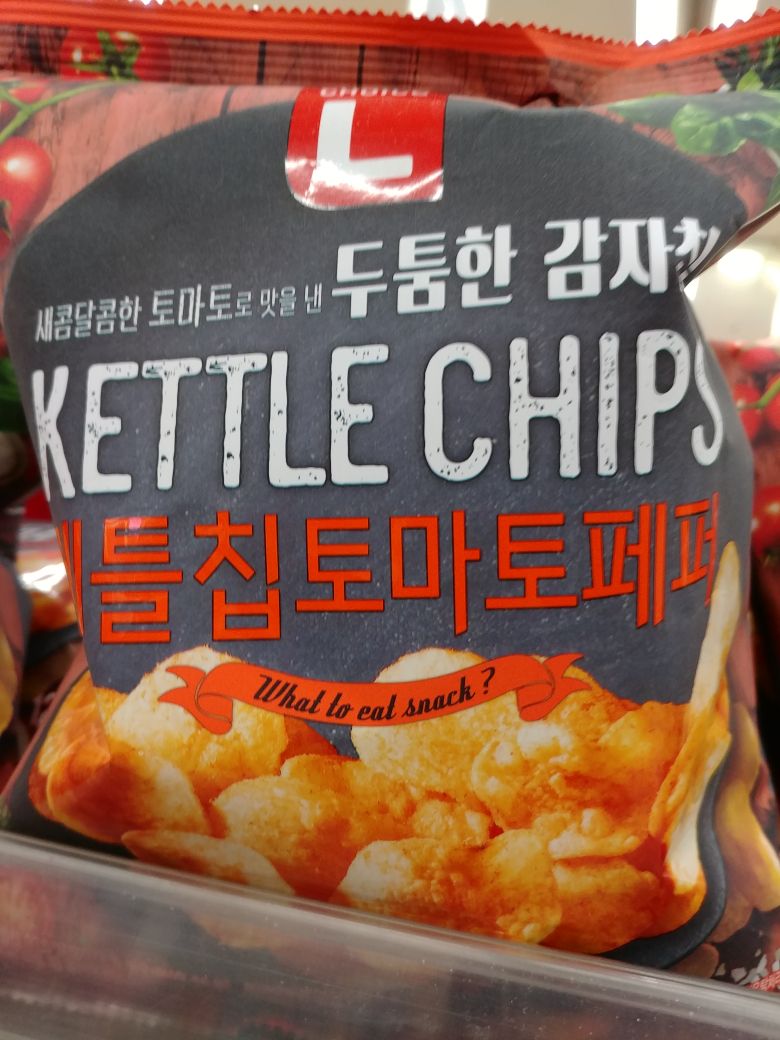 CHOICE
L
새콤달콤한 토마토로 맛을 낸 두툼한 감자칩
KETTLE CHIPS
케틀칩토마토페퍼
What to eat snack?